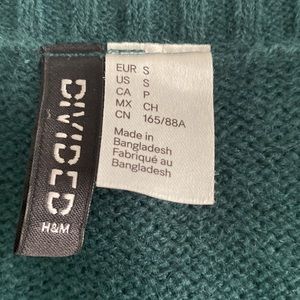 DIVIDED
H&M
EUR S
US S
CA P
MX CH
CN 165/88A
Made in
Bangladesh
Fabriqué au
Bangladesh